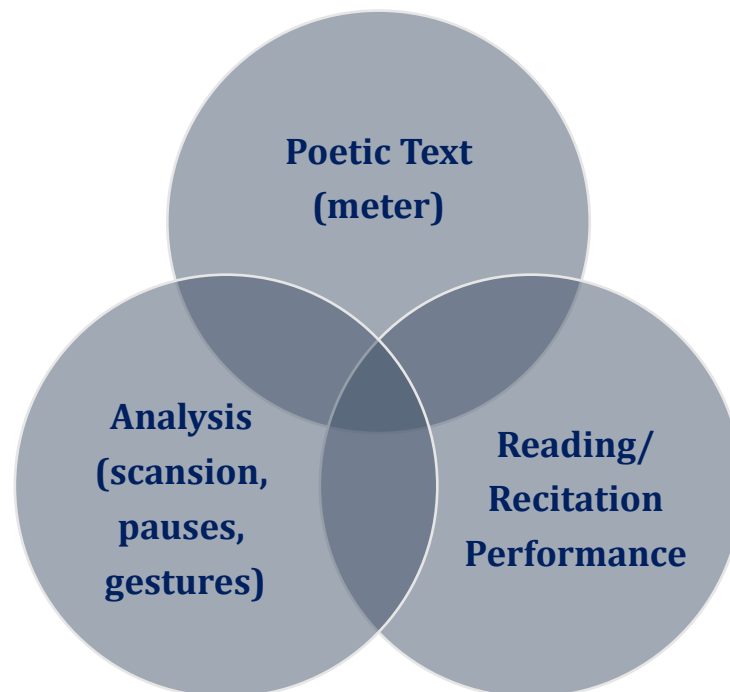 Poetic Text
(meter)
Analysis
(scansion,
pauses,
gestures)
Reading/
Recitation
Performance